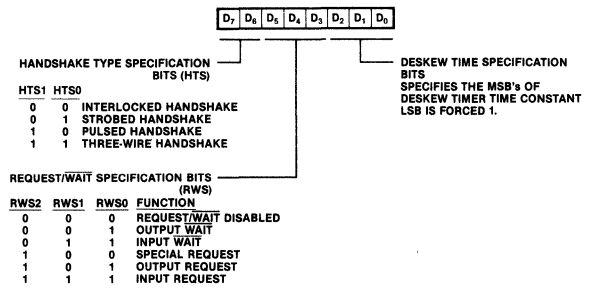 D7 D6 D5 D4 D3 D2 D1 D0
HANDSHAKE TYPE SPECIFICATION
BITS (HTS)
HTS1 HTS0
0 0 INTERLOCKED HANDSHAKE
0 1 STROBED HANDSHAKE
1 0 PULSED HANDSHAKE
1 1 THREE-WIRE HANDSHAKE
DESKEW TIME SPECIFICATION
BITS
SPECIFIES THE MSB's OF
DESKEW TIMER TIME CONSTANT
LSB IS FORCED 1.
REQUEST/WAIT SPECIFICATION BITS
(RWS)
RWS2 RWS1 RWS0 FUNCTION
0 0 0 REQUEST/WAIT DISABLED
0 0 1 OUTPUT WAIT
0 1 1 INPUT WAIT
1 0 0 SPECIAL REQUEST
1 0 1 OUTPUT REQUEST
1 1 1 INPUT REQUEST